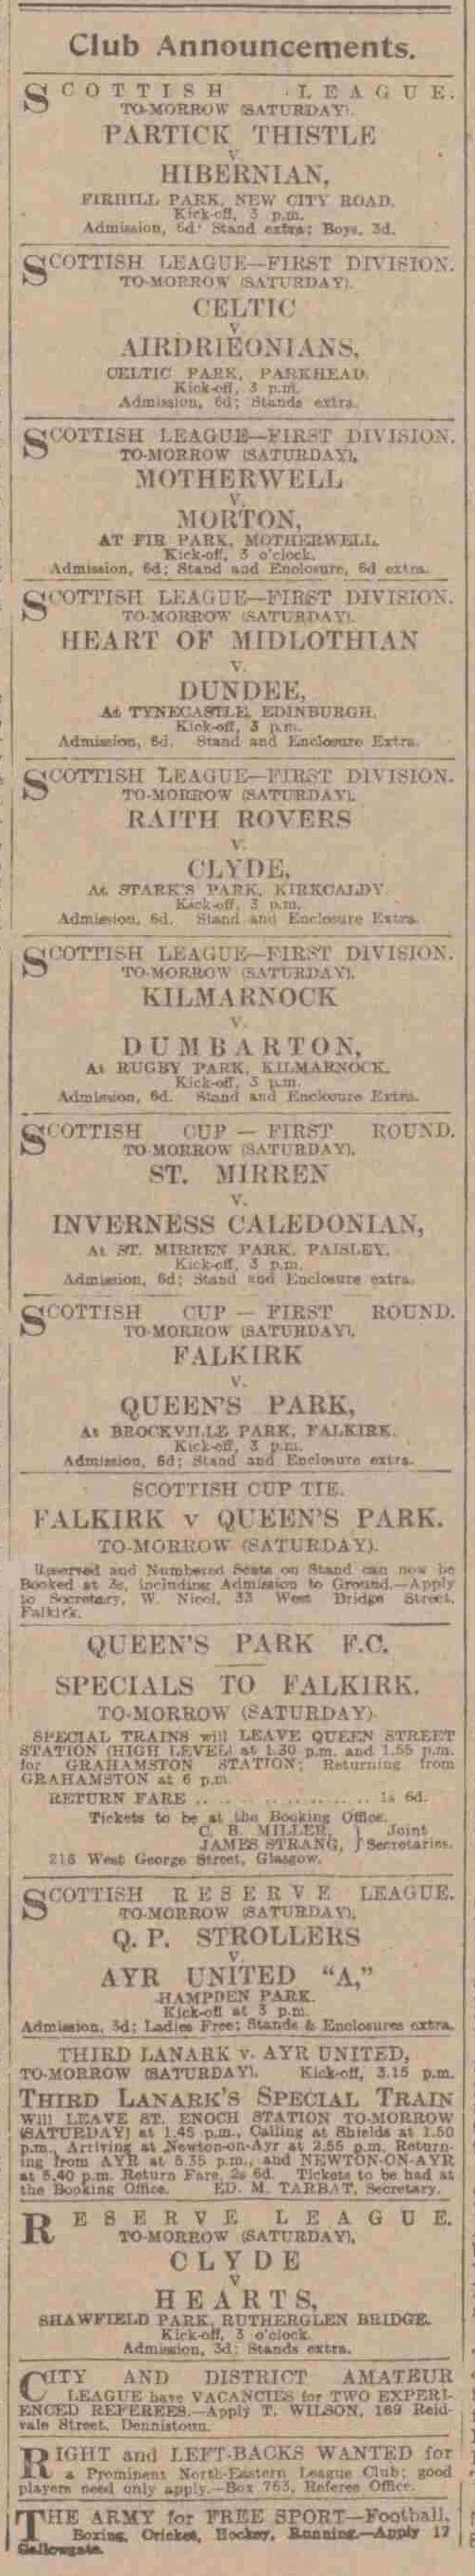 Club Announcements.
SCOTTISH LEAGUE.
TO-MORROW (SATURDAY).
PARTICK THISTLE
v.
HIBERNIAN,
FIRHILL PARK, NEW CITY ROAD.
Kick-off, 3 p.m.
Admission, 6d. Stand extra; Boys, 3d.
SCOTTISH LEAGUE—FIRST DIVISION.
TO-MORROW (SATURDAY).
CELTIC
v.
AIRDRIEONIANS,
CELTIC PARK, PARKHEAD.
Kick-off, 3 p.m.
Admission, 6d; Stands extra.
SCOTTISH LEAGUE—FIRST DIVISION.
TO-MORROW (SATURDAY),
MOTHERWELL
v.
MORTON,
AT FIR PARK, MOTHERWELL.
Kick-off, 3 o'clock.
Admission, 6d; Stand and Enclosure, 6d extra.
SCOTTISH LEAGUE—FIRST DIVISION.
TO-MORROW (SATURDAY).
HEART OF MIDLOTHIAN
v.
DUNDEE,
At TYNECASTLE, EDINBURGH.
Kick-off, 3 p.m.
Admission, 6d. Stand and Enclosure Extra.
SCOTTISH LEAGUE—FIRST DIVISION.
TO-MORROW (SATURDAY),
RAITH ROVERS
v.
CLYDE,
At STARK'S PARK, KIRKCALDY.
Kick-off, 3 p.m.
Admission, 6d. Stand and Enclosure Extra.
SCOTTISH LEAGUE—FIRST DIVISION.
TO-MORROW (SATURDAY),
KILMARNOCK
v.
DUMBARTON,
At RUGBY PARK, KILMARNOCK.
Kick-off, 3 p.m.
Admission, 6d. Stand and Enclosure Extra.
SCOTTISH CUP — FIRST ROUND.
TO-MORROW (SATURDAY),
ST. MIRREN
v.
INVERNESS CALEDONIAN,
At ST. MIRREN PARK, PAISLEY.
Kick-off, 3 p.m.
Admission, 6d; Stand and Enclosure extra.
SCOTTISH CUP — FIRST ROUND.
TO-MORROW (SATURDAY),
FALKIRK
v.
QUEEN'S PARK,
At BROCKVILLE PARK, FALKIRK.
Kick-off, 3 p.m.
Admission, 6d; Stand and Enclosure extra.
SCOTTISH CUP TIE.
FALKIRK v QUEEN'S PARK.
TO-MORROW (SATURDAY).
Reserved and Numbered Seats on Stand can now be
Booked at 3s, including Admission to Ground.—Apply
to Secretary, W. Nicol, 33 West Bridge Street,
Falkirk.
QUEEN'S PARK F.C.
SPECIALS TO FALKIRK.
TO-MORROW (SATURDAY).
SPECIAL TRAINS will LEAVE QUEEN STREET
STATION (HIGH LEVEL) at 1.30 p.m. and 1.55 p.m.
for GRAHAMSTON STATION; Returning from
GRAHAMSTON at 6 p.m.
RETURN FARE .. .. .. .. .. .. .. 1s 6d.
Tickets to be at the Booking Office.
C. B. MILLER, } Joint
JAMES STRANG, } Secretaries.
216 West George Street, Glasgow.
SCOTTISH RESERVE LEAGUE.
TO-MORROW (SATURDAY),
Q. P. STROLLERS
v.
AYR UNITED "A,"
HAMPDEN PARK.
Kick-off at 3 p.m.
Admission, 3d; Ladies Free; Stands & Enclosures extra.
THIRD LANARK v. AYR UNITED,
TO-MORROW (SATURDAY). Kick-off, 3.15 p.m.
THIRD LANARK'S SPECIAL TRAIN
Will LEAVE ST. ENOCH STATION TO-MORROW
(SATURDAY) at 1.45 p.m., Calling at Shields at 1.50
p.m., Arriving at Newton-on-Ayr at 2.55 p.m. Return-
ing from AYR at 5.35 p.m., and NEWTON-ON-AYR
at 5.40 p.m. Return Fare, 2s 6d. Tickets to be had at
the Booking Office. ED. M. TARBAT, Secretary.
RESERVE LEAGUE.
TO-MORROW (SATURDAY),
CLYDE
v
HEARTS,
SHAWFIELD PARK, RUTHERGLEN BRIDGE.
Kick-off, 3 o'clock.
Admission, 3d; Stands extra.
CITY AND DISTRICT AMATEUR
LEAGUE have VACANCIES for TWO EXPERI-
ENCED REFEREES.—Apply T. WILSON, 169 Reid-
vale Street, Dennistoun.
RIGHT and LEFT-BACKS WANTED for
a Prominent North-Eastern League Club; good
players need only apply.—Box 763, Referee Office.
THE ARMY for FREE SPORT—Football,
Boxing, Cricket, Hockey, Running.—Apply 17
Gallowgate.